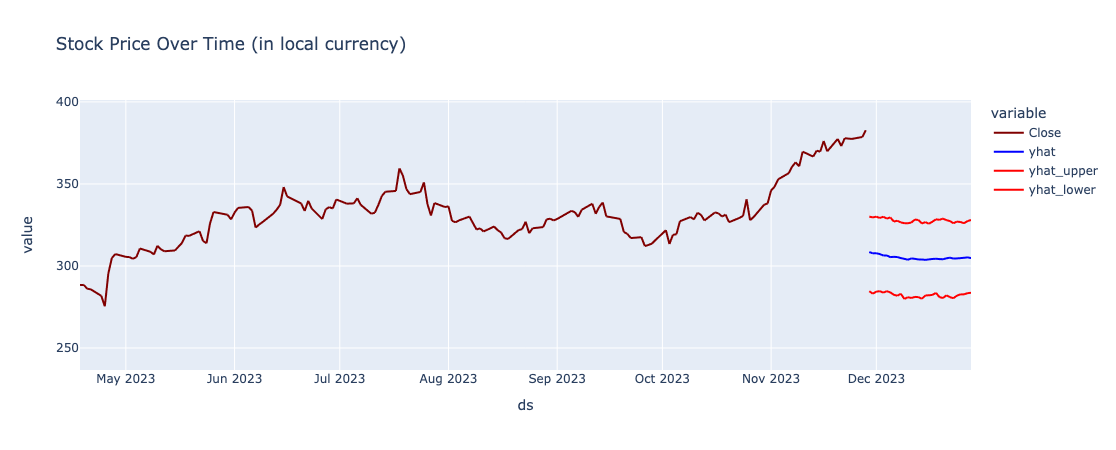 Stock Price Over Time (in local currency)
400
350
300
250
value
May 2023
Jun 2023
Jul 2023
Aug 2023
Sep 2023
Oct 2023
Nov 2023
Dec 2023
ds
variable
Close
yhat
yhat_upper
yhat_lower